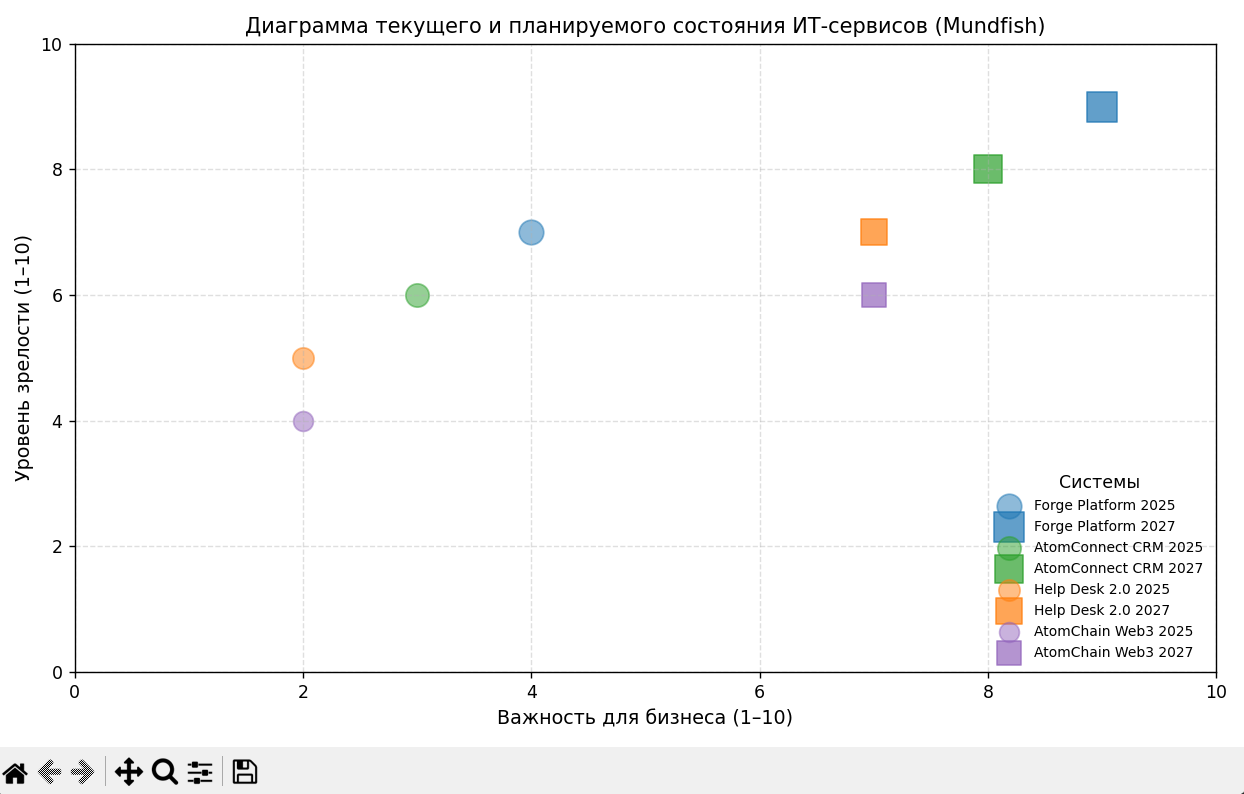 Диаграмма текущего и планируемого состояния ИТ-сервисов (Mundfish)
10
8
6
4
2
0
Уровень зрелости (1–10)
Системы
Forge Platform 2025
Forge Platform 2027
AtomConnect CRM 2025
AtomConnect CRM 2027
Help Desk 2.0 2025
Help Desk 2.0 2027
AtomChain Web3 2025
AtomChain Web3 2027
0 2 4 6 8 10
Важность для бизнеса (1–10)